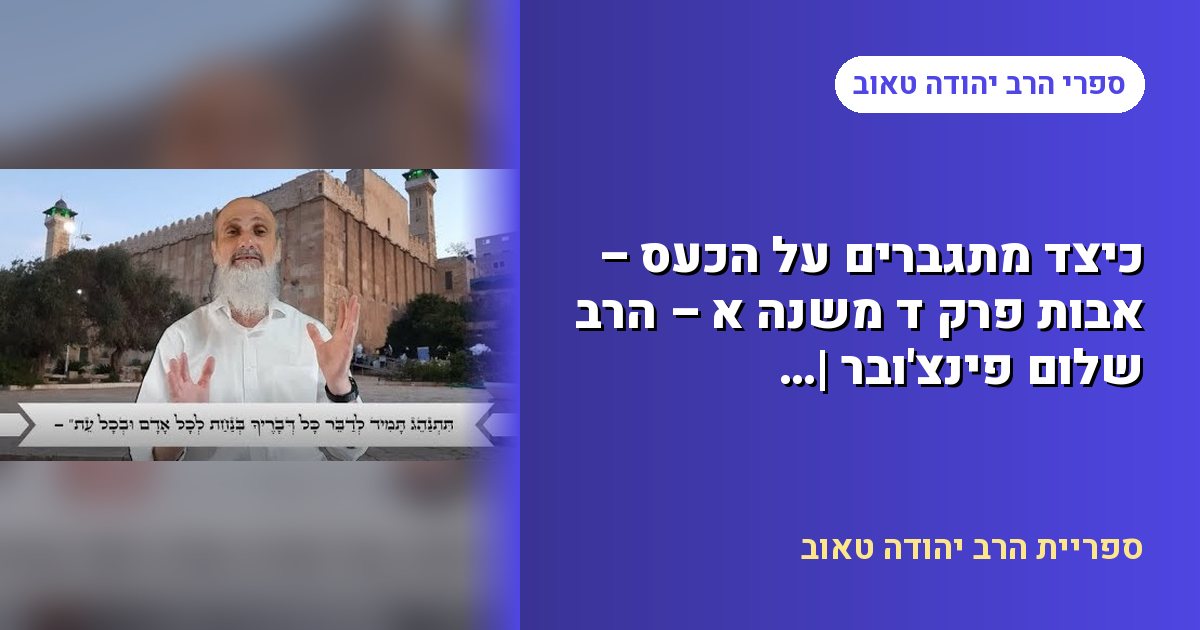 ספרי הרב יהודה טאוב
כיצד מתגברים על הכעס –
אבות פרק ד משנה א – הרב
שלום פינצ'ובר |...
תִּתְנַהֵג תָּמִיד לְדַבֵּר כָּל דְּבָרֶיךָ בְּנַחַת לְכָל אָדָם וּבְכָל עֵת" –
ספריית הרב יהודה טאוב